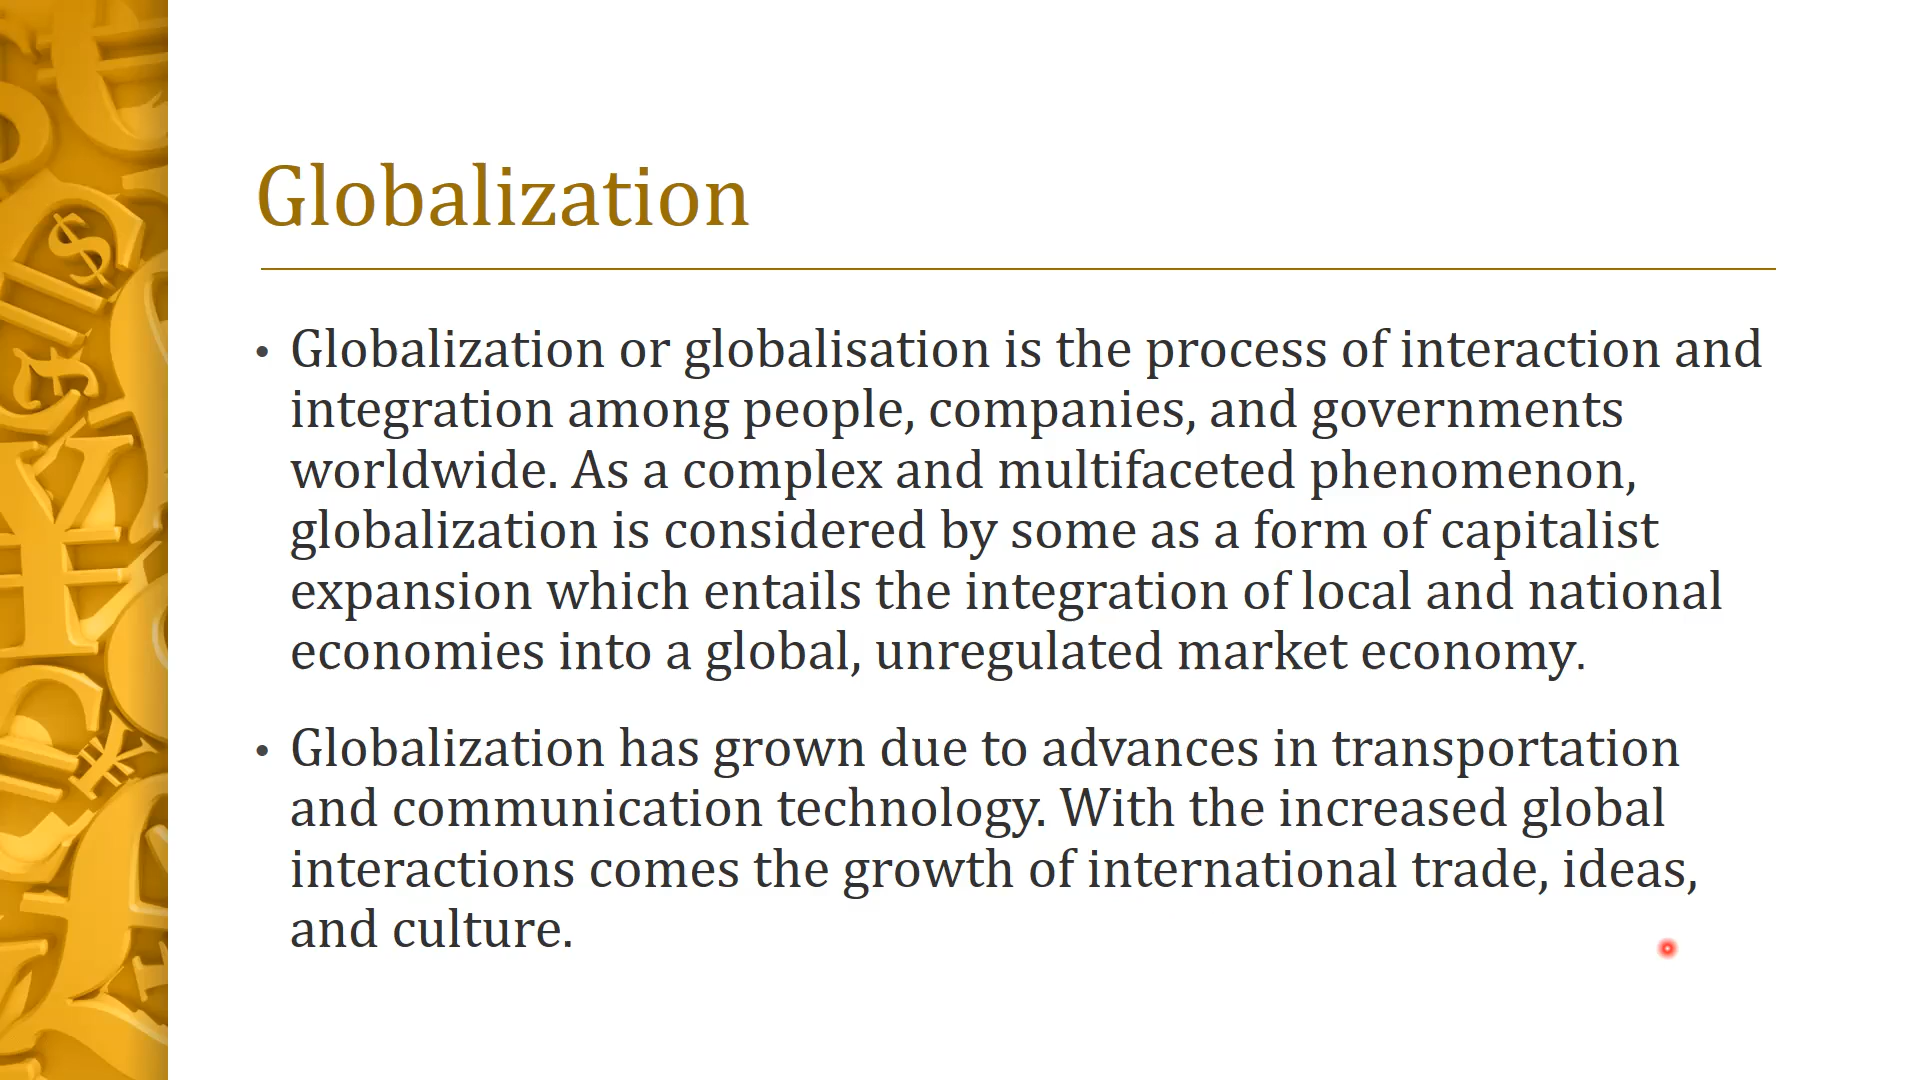 Globalization
• Globalization or globalisation is the process of interaction and
integration among people, companies, and governments
worldwide. As a complex and multifaceted phenomenon,
globalization is considered by some as a form of capitalist
expansion which entails the integration of local and national
economies into a global, unregulated market economy.
• Globalization has grown due to advances in transportation
and communication technology. With the increased global
interactions comes the growth of international trade, ideas,
and culture.